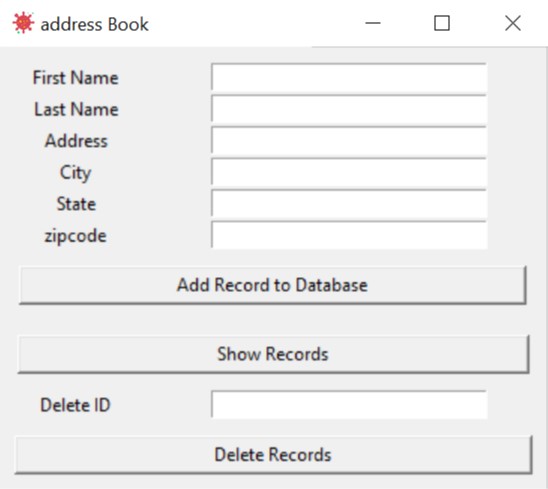 address Book
First Name
Last Name
Address
City
State
zipcode
Add Record to Database
Show Records
Delete ID
Delete Records